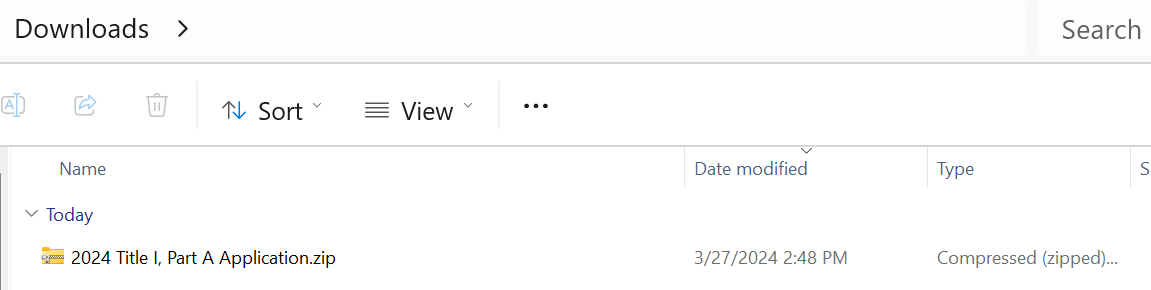 Downloads
Search
Sort
View
Name Date modified Type S
Today
2024 Title I, Part A Application.zip 3/27/2024 2:48 PM Compressed (zipped)...